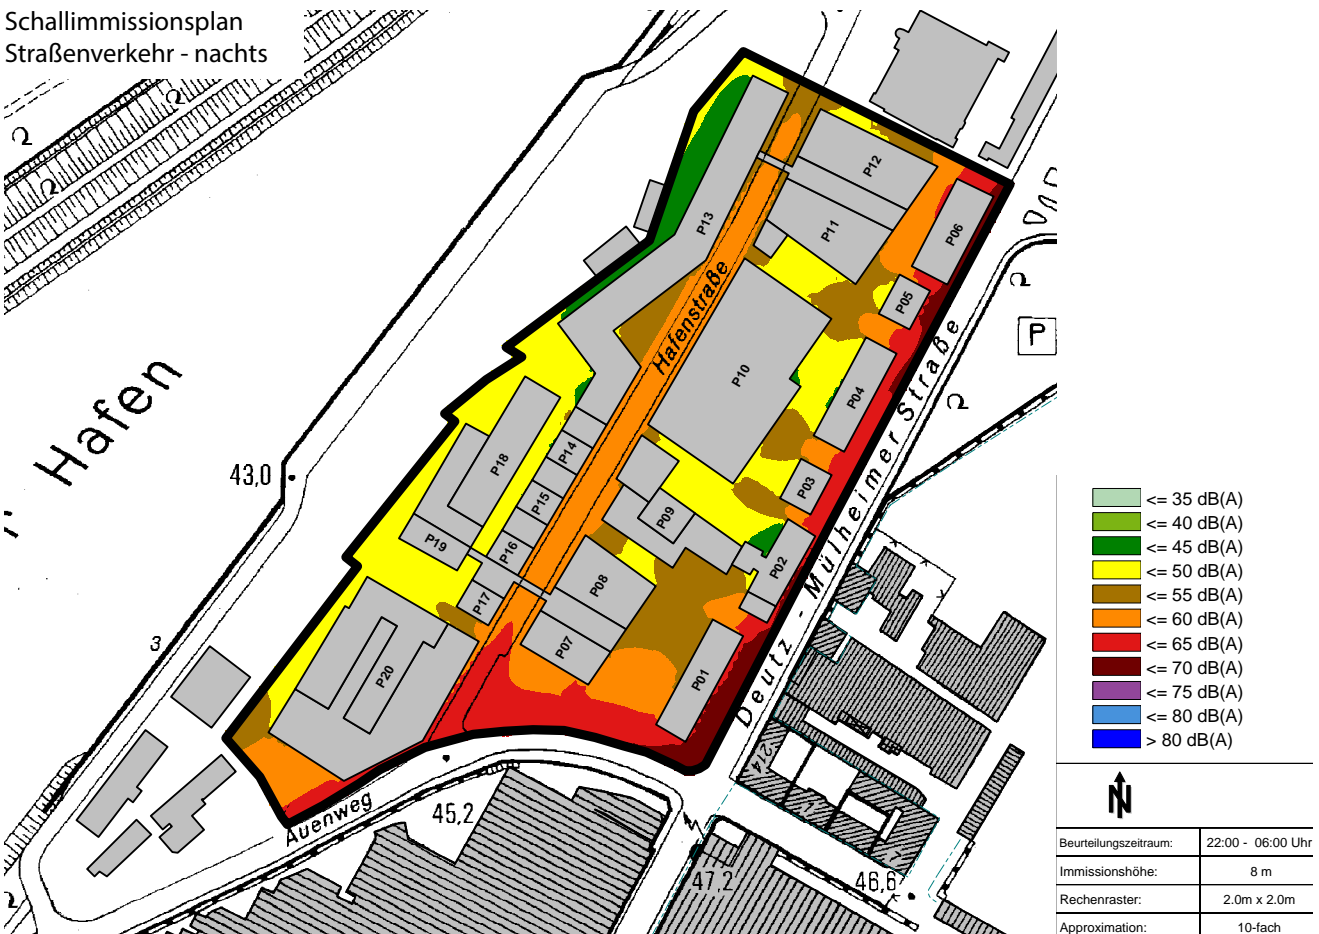 Schallimmissionsplan
Straßenverkehr - nachts
Hafen
43,0
3
P12
P13
P11
P06
P05
Hafenstraße
P10
P04
P
P14
P18
P15
P03
P09
P19
P16
P02
P08
P17
P07
P01
P20
Deutz - Mülheimer Straße
214
Auenweg
45,2
47,2
46,6
<= 35 dB(A)
<= 40 dB(A)
<= 45 dB(A)
<= 50 dB(A)
<= 55 dB(A)
<= 60 dB(A)
<= 65 dB(A)
<= 70 dB(A)
<= 75 dB(A)
<= 80 dB(A)
> 80 dB(A)
N
Beurteilungszeitraum: 22:00 - 06:00 Uhr
Immissionshöhe: 8 m
Rechenraster: 2.0m x 2.0m
Approximation: 10-fach